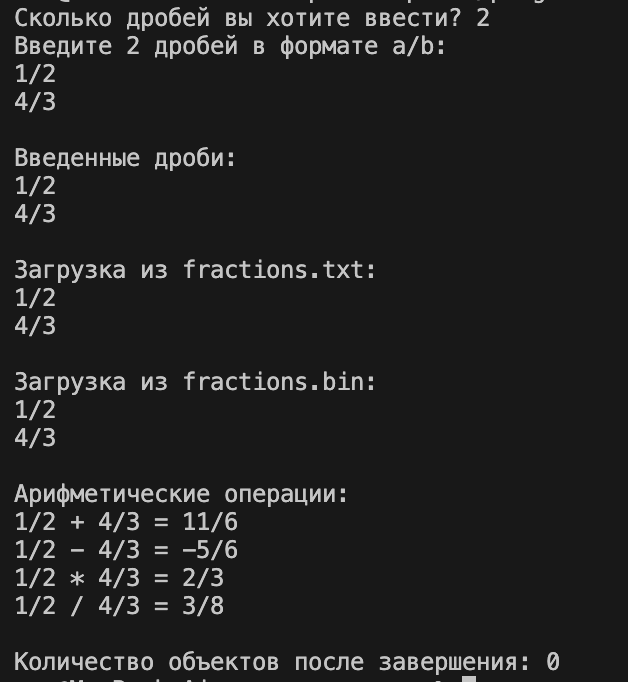 Сколько дробей вы хотите ввести? 2
Введите 2 дробей в формате a/b:
1/2
4/3
Введенные дроби:
1/2
4/3
Загрузка из fractions.txt:
1/2
4/3
Загрузка из fractions.bin:
1/2
4/3
Арифметические операции:
1/2 + 4/3 = 11/6
1/2 - 4/3 = -5/6
1/2 * 4/3 = 2/3
1/2 / 4/3 = 3/8
Количество объектов после завершения: 0